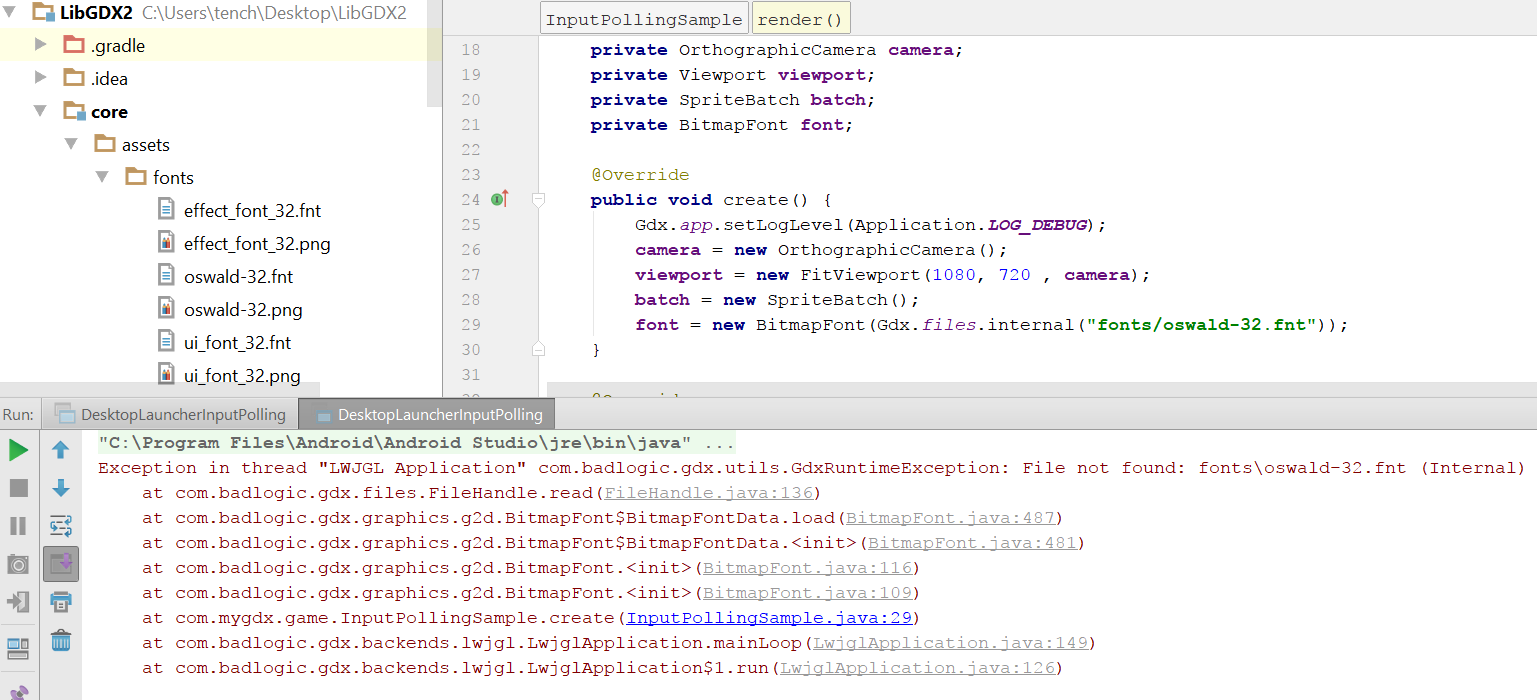 LibGDX2 C:\Users\tench\Desktop\LibGDX2
.gradle
.idea
core
assets
fonts
effect_font_32.fnt
effect_font_32.png
oswald-32.fnt
oswald-32.png
ui_font_32.fnt
ui_font_32.png
InputPollingSample render()
18 private OrthographicCamera camera;
19 private Viewport viewport;
20 private SpriteBatch batch;
21 private BitmapFont font;
22
23 @Override
24 public void create() {
25 Gdx.app.setLogLevel(Application.LOG_DEBUG);
26 camera = new OrthographicCamera();
27 viewport = new FitViewport(1080, 720 , camera);
28 batch = new SpriteBatch();
29 font = new BitmapFont(Gdx.files.internal("fonts/oswald-32.fnt"));
30 }
31
Run: DesktopLauncherInputPolling DesktopLauncherInputPolling
"C:\Program Files\Android\Android Studio\jre\bin\java" ...
Exception in thread "LWJGL Application" com.badlogic.gdx.utils.GdxRuntimeException: File not found: fonts\oswald-32.fnt (Internal)
at com.badlogic.gdx.files.FileHandle.read(FileHandle.java:136)
at com.badlogic.gdx.graphics.g2d.BitmapFont$BitmapFontData.load(BitmapFont.java:487)
at com.badlogic.gdx.graphics.g2d.BitmapFont$BitmapFontData.<init>(BitmapFont.java:481)
at com.badlogic.gdx.graphics.g2d.BitmapFont.<init>(BitmapFont.java:116)
at com.badlogic.gdx.graphics.g2d.BitmapFont.<init>(BitmapFont.java:109)
at com.mygdx.game.InputPollingSample.create(InputPollingSample.java:29)
at com.badlogic.gdx.backends.lwjgl.LwjglApplication.mainLoop(LwjglApplication.java:149)
at com.badlogic.gdx.backends.lwjgl.LwjglApplication$1.run(LwjglApplication.java:126)